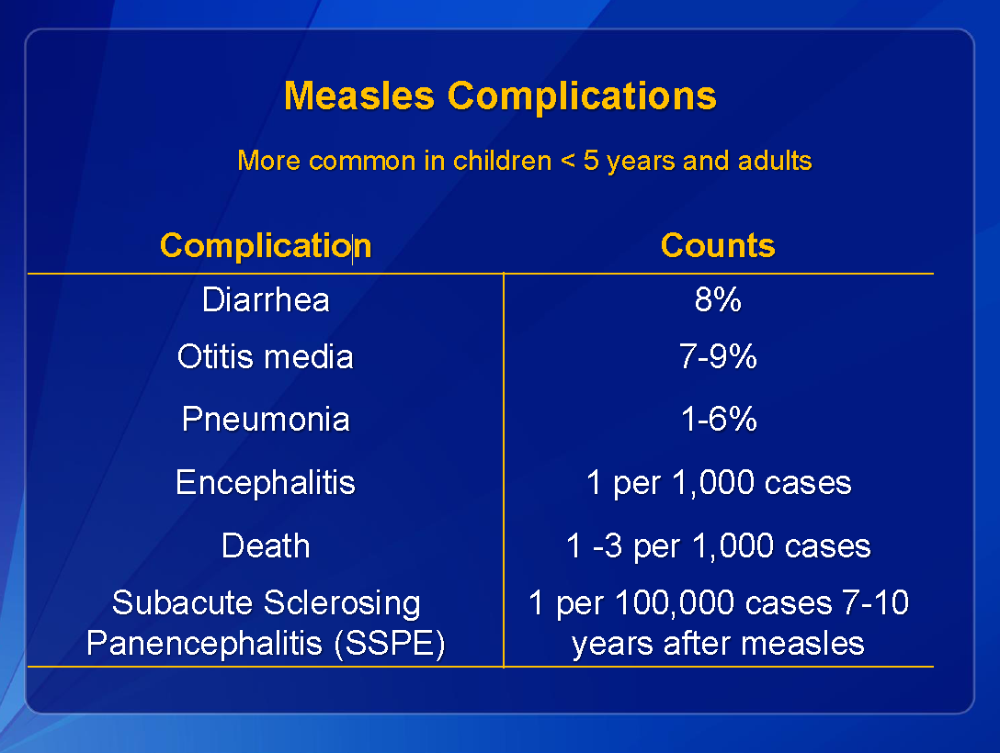 Measles Complications
More common in children < 5 years and adults
Complication Counts
Diarrhea 8%
Otitis media 7-9%
Pneumonia 1-6%
Encephalitis 1 per 1,000 cases
Death 1 -3 per 1,000 cases
Subacute Sclerosing 1 per 100,000 cases 7-10
Panencephalitis (SSPE) years after measles